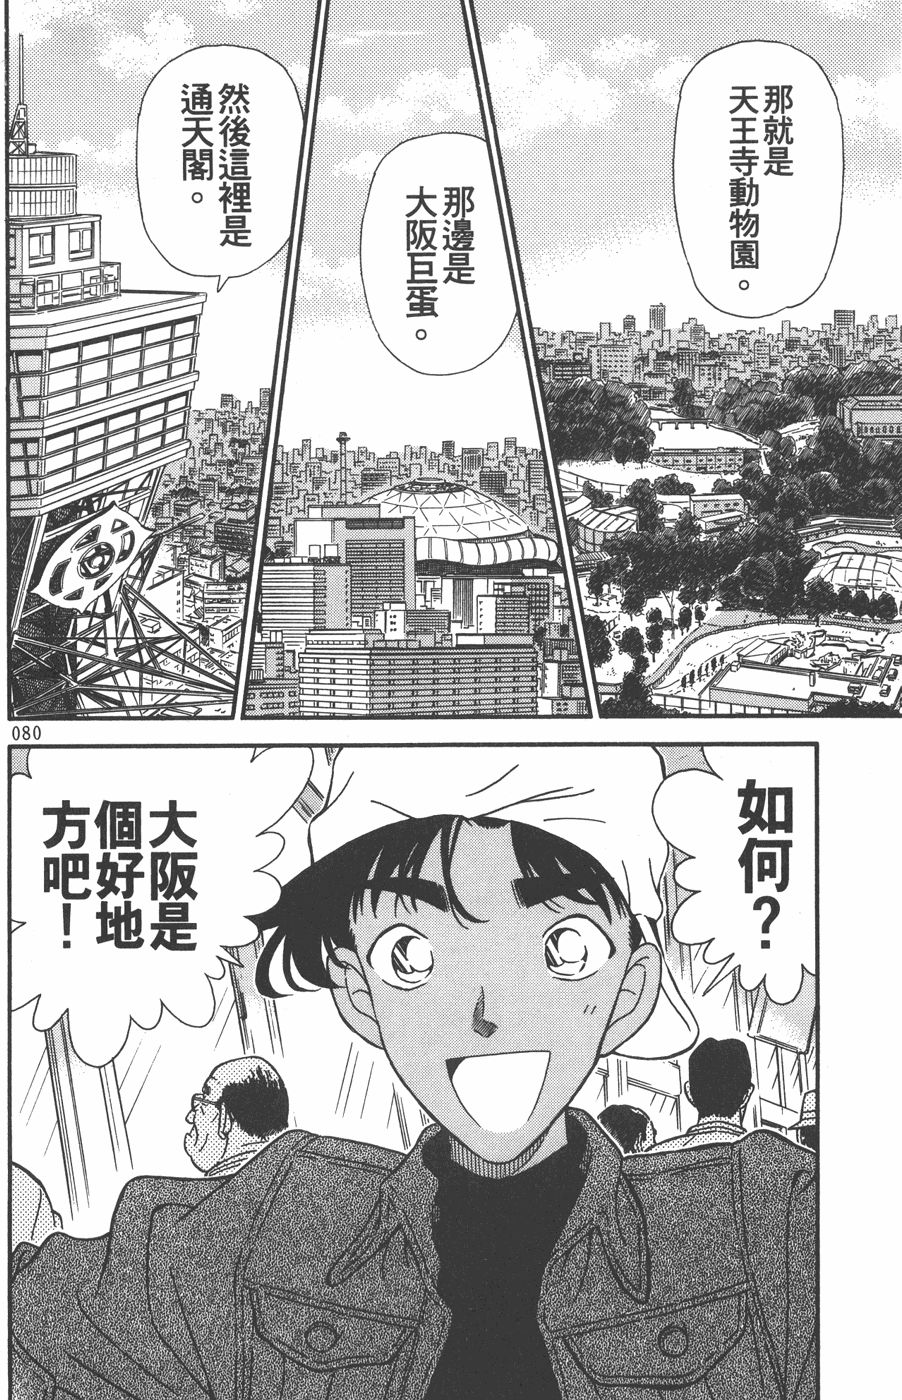 那就是
天王寺動物園。
那邊是
大阪巨蛋。
然後這裡是
通天閣。
080
如何?
大阪是
個好地
方吧!